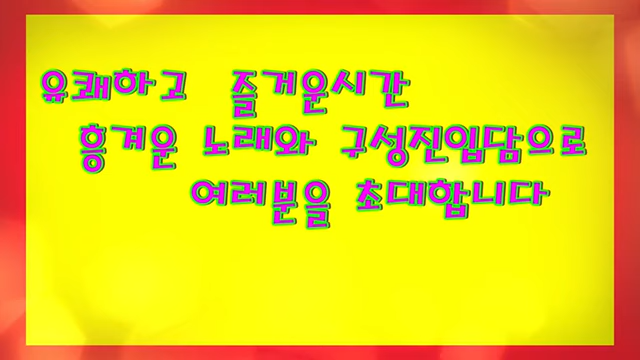 유쾌하고 즐거운시간
흥겨운 노래와 구성진입담으로
여러분을 초대합니다